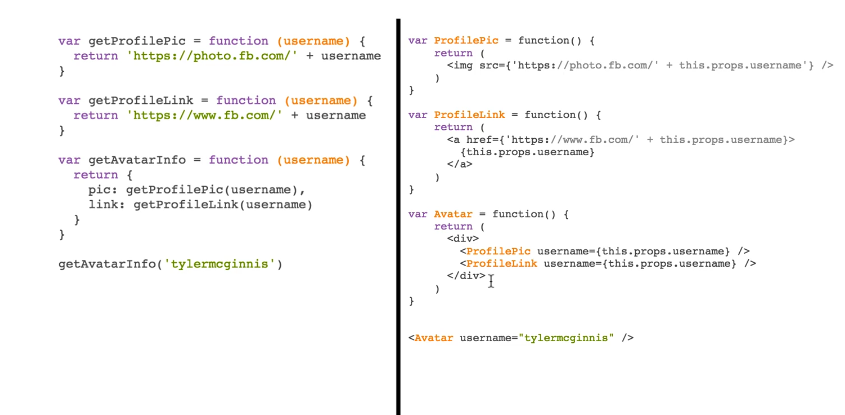 var getProfilePic = function (username) {
  return 'https://photo.fb.com/' + username
}

var getProfileLink = function (username) {
  return 'https://www.fb.com/' + username
}

var getAvatarInfo = function (username) {
  return {
    pic: getProfilePic(username),
    link: getProfileLink(username)
  }
}

getAvatarInfo('tylermcginnis')

var ProfilePic = function() {
    return (
      <img src={'https://photo.fb.com/' + this.props.username'} />
    )
}

var ProfileLink = function() {
    return (
      <a href={'https://www.fb.com/' + this.props.username}>
        {this.props.username}
      </a>
    )
}

var Avatar = function() {
    return (
      <div>
        <ProfilePic username={this.props.username} />
        <ProfileLink username={this.props.username} />
      </div>
    )
}

<Avatar username="tylermcginnis" />